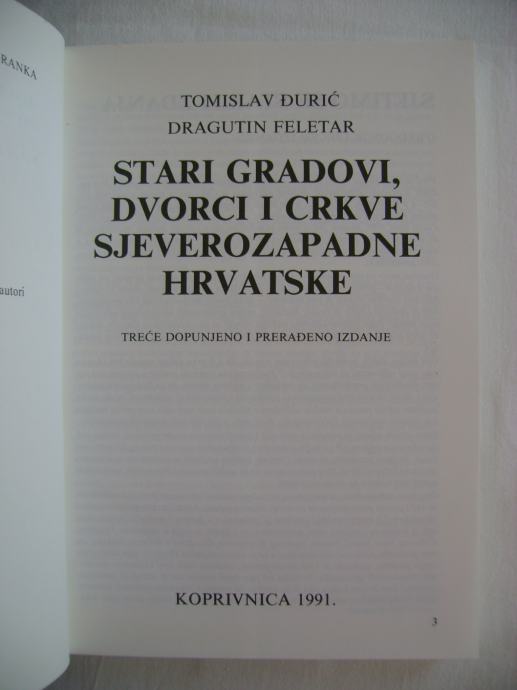 RANKA
autori
TOMISLAV ĐURIĆ
DRAGUTIN FELETAR
STARI GRADOVI,
DVORCI I CRKVE
SJEVEROZAPADNE
HRVATSKE
TREĆE DOPUNJENO I PRERAĐENO IZDANJE
KOPRIVNICA 1991.
3